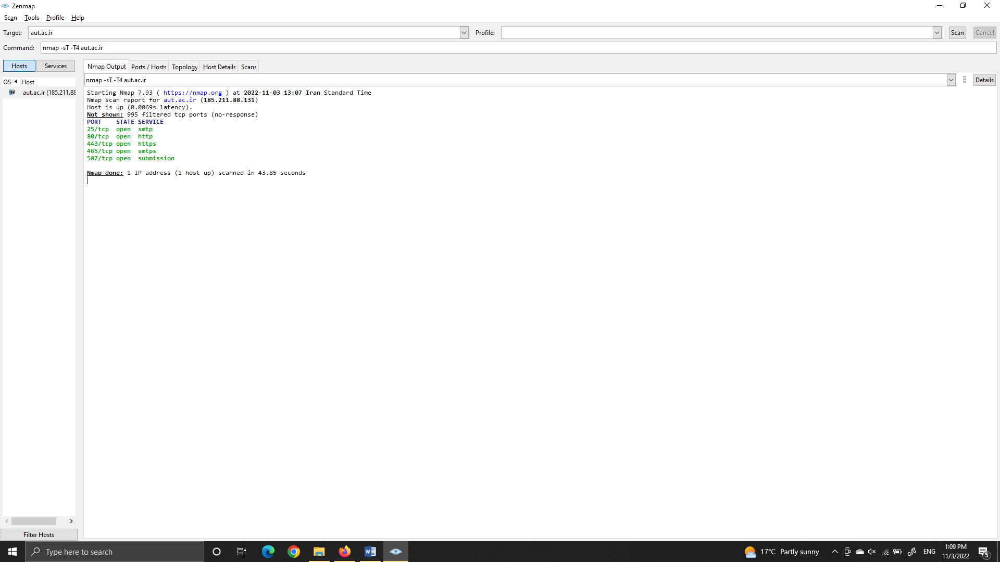 Zenmap
Scan Tools Profile Help
Target: aut.ac.ir Profile: Scan Cancel
Command: nmap -sT -T4 aut.ac.ir
Hosts Services
Nmap Output Ports / Hosts Topology Host Details Scans
OS Host
nmap -sT -T4 aut.ac.ir Details
aut.ac.ir (185.211.88
Starting Nmap 7.93 ( https://nmap.org ) at 2022-11-03 13:07 Iran Standard Time
Nmap scan report for aut.ac.ir (185.211.88.131)
Host is up (0.0069s latency).
Not shown: 995 filtered tcp ports (no-response)
PORT STATE SERVICE
25/tcp open smtp
80/tcp open http
443/tcp open https
465/tcp open smtps
587/tcp open submission
Nmap done: 1 IP address (1 host up) scanned in 43.85 seconds
Filter Hosts
Type here to search
17°C Partly sunny
ENG
1:09 PM
11/3/2022
5